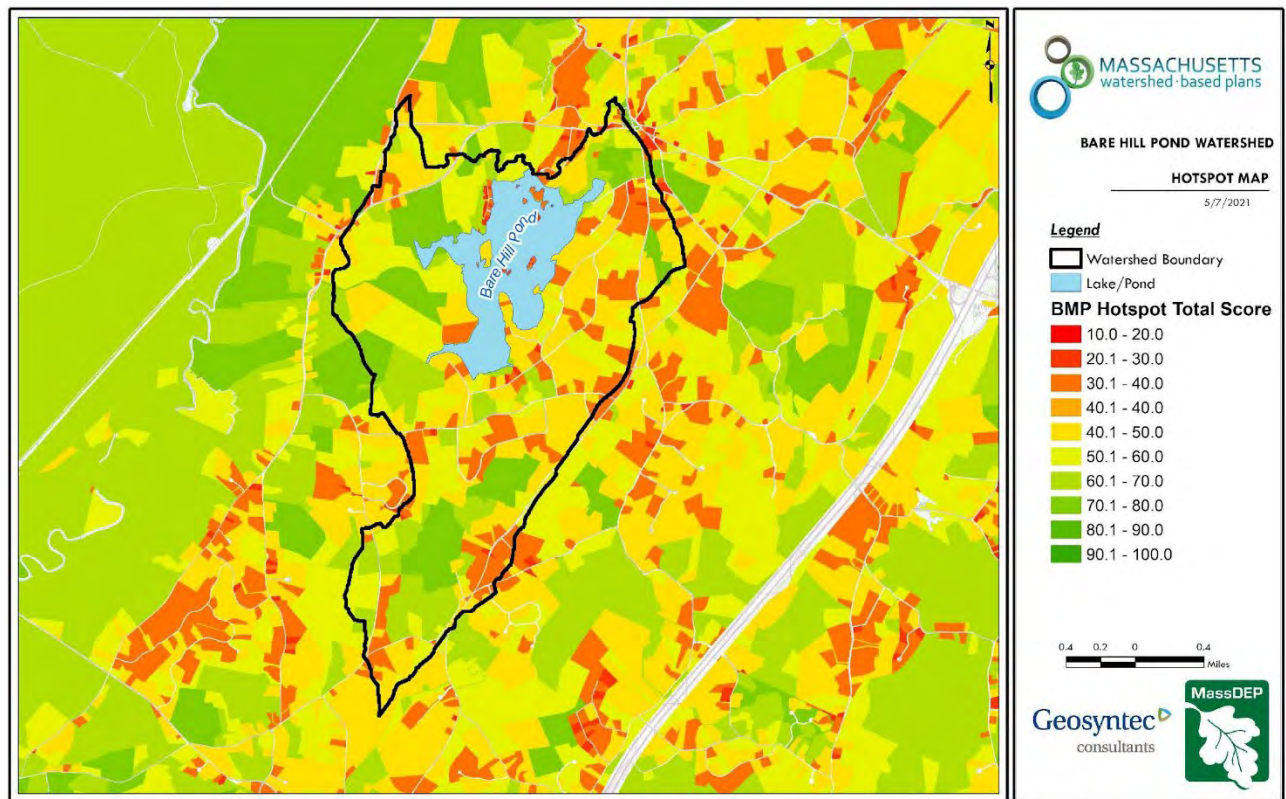 Bare Hill Pond
MASSACHUSETTS
watershed·based plans
BARE HILL POND WATERSHED
HOTSPOT MAP
5/7/2021
Legend
Watershed Boundary
Lake/Pond
BMP Hotspot Total Score
10.0 - 20.0
20.1 - 30.0
30.1 - 40.0
40.1 - 40.0
40.1 - 50.0
50.1 - 60.0
60.1 - 70.0
70.1 - 80.0
80.1 - 90.0
90.1 - 100.0
0.4 0.2 0 0.4
Miles
Geosyntec
consultants
MassDEP